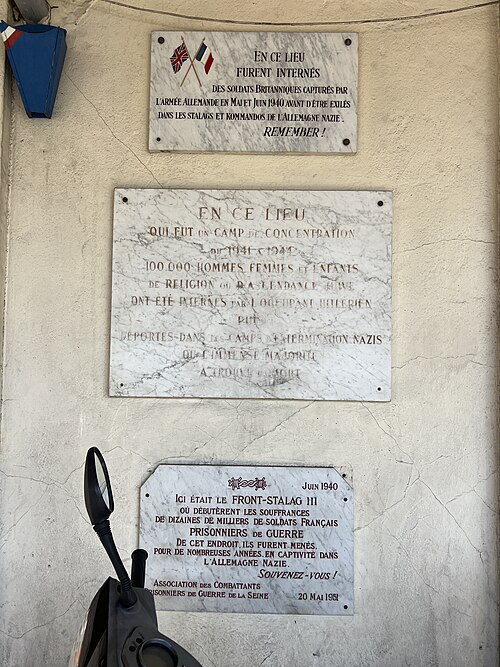 EN CE LIEU
FURENT INTERNÉS
DES SOLDATS BRITANNIQUES CAPTURÉS PAR
L'ARMÉE ALLEMANDE EN MAI ET JUIN 1940 AVANT D'ÊTRE EXILÉS
DANS LES STALAGS ET KOMMANDOS DE L'ALLEMAGNE NAZIE.
REMEMBER !
EN CE LIEU
QUI FUT UN CAMP DE CONCENTRATION
DE 1941 À 1944
100.000 HOMMES, FEMMES ET ENFANTS
DE RELIGION OU D'ASCENDANCE JUIVE
ONT ÉTÉ INTERNÉS PAR L'OCCUPANT HITLÉRIEN
PUIS
DÉPORTÉS DANS LES CAMPS D'EXTERMINATION NAZIS
OÙ L'IMMENSE MAJORITÉ
A TROUVÉ LA MORT
JUIN 1940
ICI ÉTAIT LE FRONT-STALAG III
OÙ DÉBUTÈRENT LES SOUFFRANCES
DE DIZAINES DE MILLIERS DE SOLDATS FRANÇAIS
PRISONNIERS DE GUERRE
DE CET ENDROIT, ILS FURENT MENÉS,
POUR DE NOMBREUSES ANNÉES, EN CAPTIVITÉ DANS
L'ALLEMAGNE NAZIE.
SOUVENEZ-VOUS !
ASSOCIATION DES COMBATTANTS
PRISONNIERS DE GUERRE DE LA SEINE 20 MAI 1951